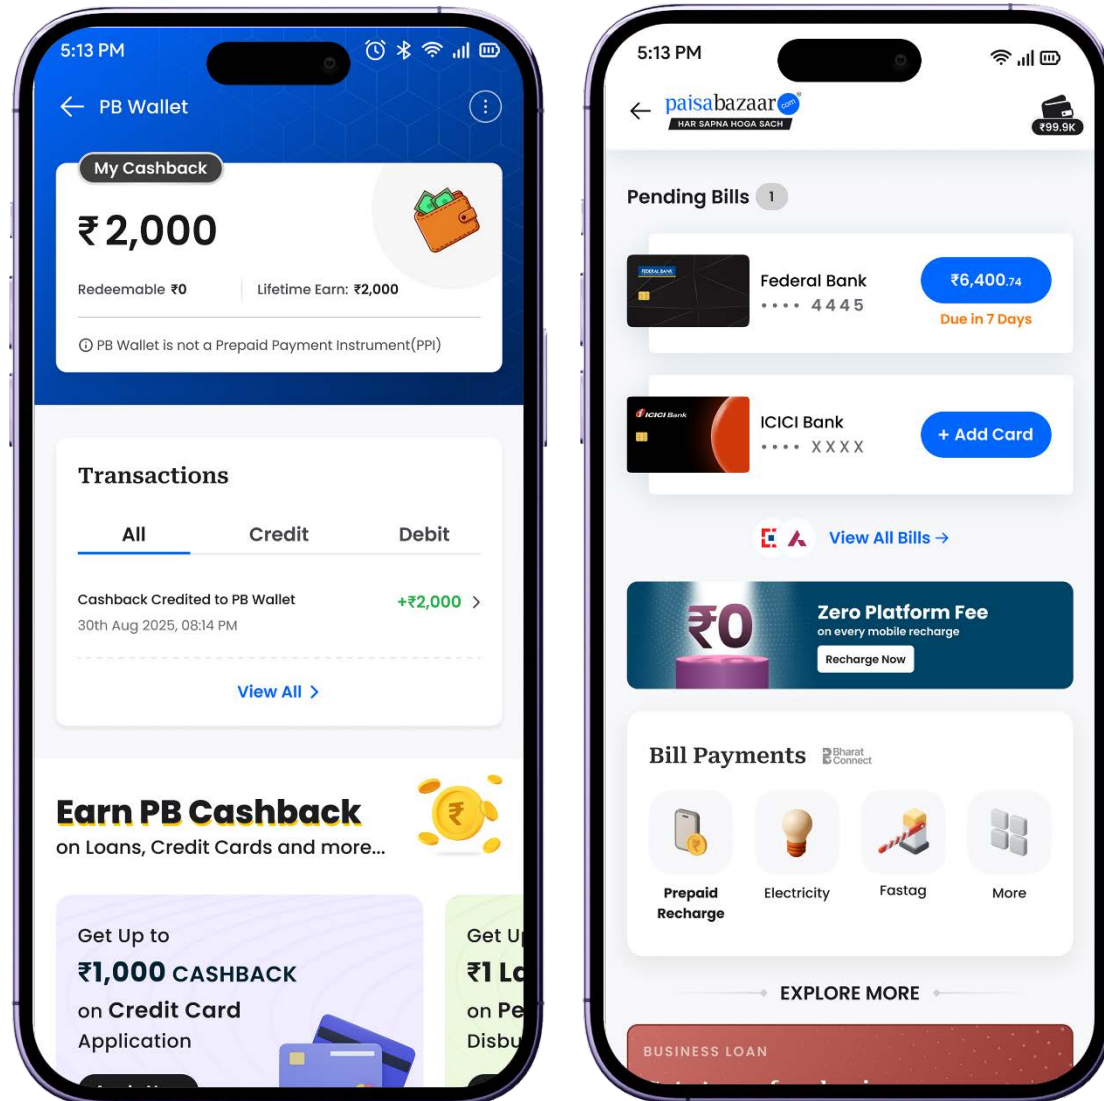 5:13 PM
PB Wallet
My Cashback
₹2,000
Redeemable ₹0
Lifetime Earn: ₹2,000
PB Wallet is not a Prepaid Payment Instrument(PPI)
Transactions
All Credit Debit
Cashback Credited to PB Wallet +₹2,000
30th Aug 2025, 08:14 PM
View All
Earn PB Cashback
on Loans, Credit Cards and more...
Get Up to
₹1,000 CASHBACK
on Credit Card
Application
Get
₹1
on
5:13 PM
paisabazaar.com
HAR SAPNA HOGA SACH
₹99.9K
Pending Bills 1
FEDERAL BANK
Federal Bank
•••• 4445
₹6,400.74
Due in 7 Days
ICICI Bank
ICICI Bank
•••• XXXX
+ Add Card
View All Bills →
₹0
Zero Platform Fee
on every mobile recharge
Recharge Now
Bill Payments
Bharat
Connect
Prepaid
Recharge
Electricity
Fastag
More
EXPLORE MORE
BUSINESS LOAN